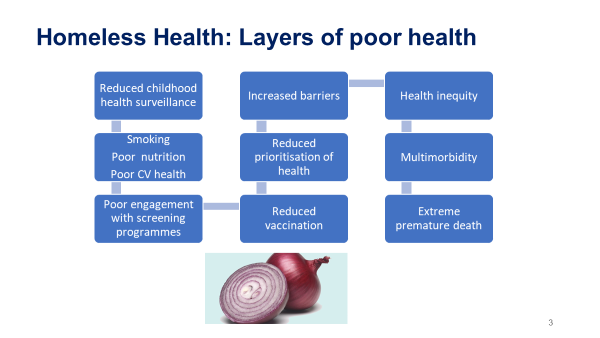 Homeless Health: Layers of poor health
Reduced childhood
health surveillance
Smoking
Poor nutrition
Poor CV health
Poor engagement
with screening
programmes
Reduced
vaccination
Reduced
prioritisation of
health
Increased barriers
Health inequity
Multimorbidity
Extreme
premature death
3